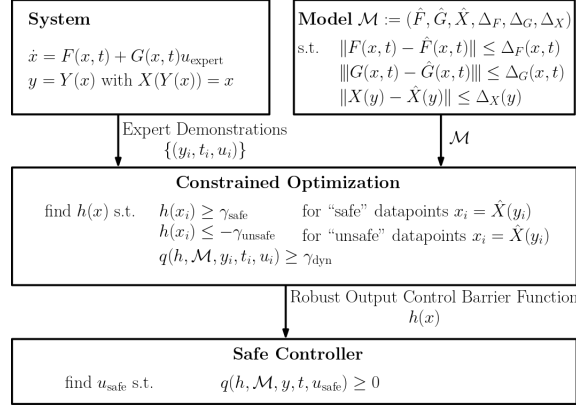 System
ẋ = F(x, t) + G(x, t)u_expert
y = Y(x) with X(Y(x)) = x
Model ℳ := (F̂, Ĝ, X̂, Δ_F, Δ_G, Δ_X)
s.t. ‖F(x, t) − F̂(x, t)‖ ≤ Δ_F(x, t)
⦀G(x, t) − Ĝ(x, t)⦀ ≤ Δ_G(x, t)
‖X(y) − X̂(y)‖ ≤ Δ_X(y)
Expert Demonstrations
{(y_i, t_i, u_i)}
ℳ
Constrained Optimization
find h(x) s.t. h(x_i) ≥ γ_safe for “safe” datapoints x_i = X̂(y_i)
h(x_i) ≤ −γ_unsafe for “unsafe” datapoints x_i = X̂(y_i)
q(h, ℳ, y_i, t_i, u_i) ≥ γ_dyn
Robust Output Control Barrier Function
h(x)
Safe Controller
find u_safe s.t. q(h, ℳ, y, t, u_safe) ≥ 0